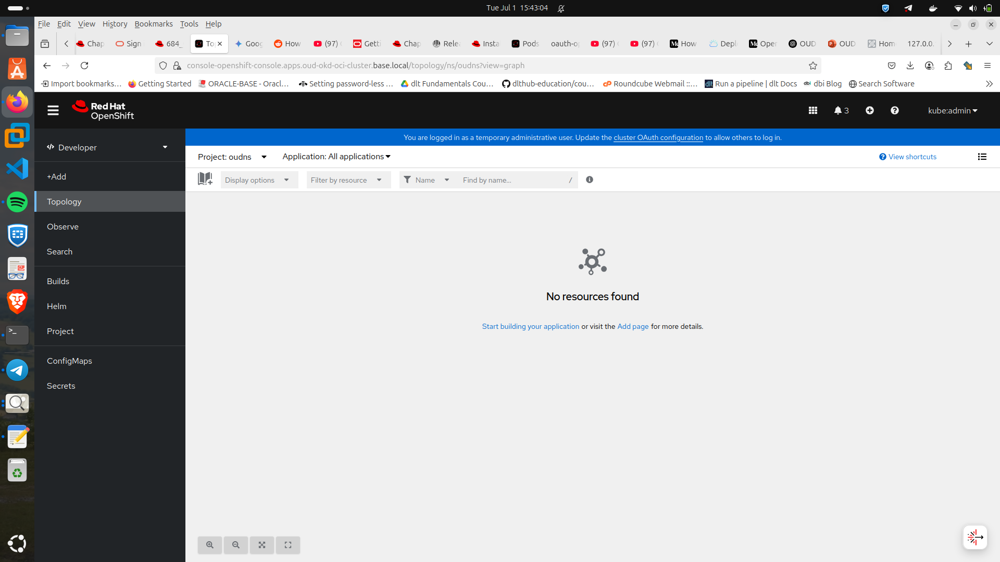 Tue Jul 1 15:43:04
File Edit View History Bookmarks Tools Help
Chap Sign 684_ To Goog How (97) Getti Chap Relea Insta Pods oauth-op (97) (97) How Depl Oper OUD OUD Hom 127.0.0.
console-openshift-console.apps.oud-okd-oci-cluster.base.local/topology/ns/oudns?view=graph
Import bookmarks… Getting Started ORACLE-BASE - Oracl… Setting password-less … dlt Fundamentals Cou… dlthub-education/cou… Roundcube Webmail ::… dlt Run a pipeline | dlt Docs dbi dbi Blog Search Software
Red Hat
OpenShift
3
kube:admin
Developer
You are logged in as a temporary administrative user. Update the cluster OAuth configuration to allow others to log in.
Project: oudns Application: All applications View shortcuts
+Add
Display options Filter by resource Name Find by name... /
Topology
Observe
Search
Builds
Helm
Project
ConfigMaps
Secrets
No resources found
Start building your application or visit the Add page for more details.